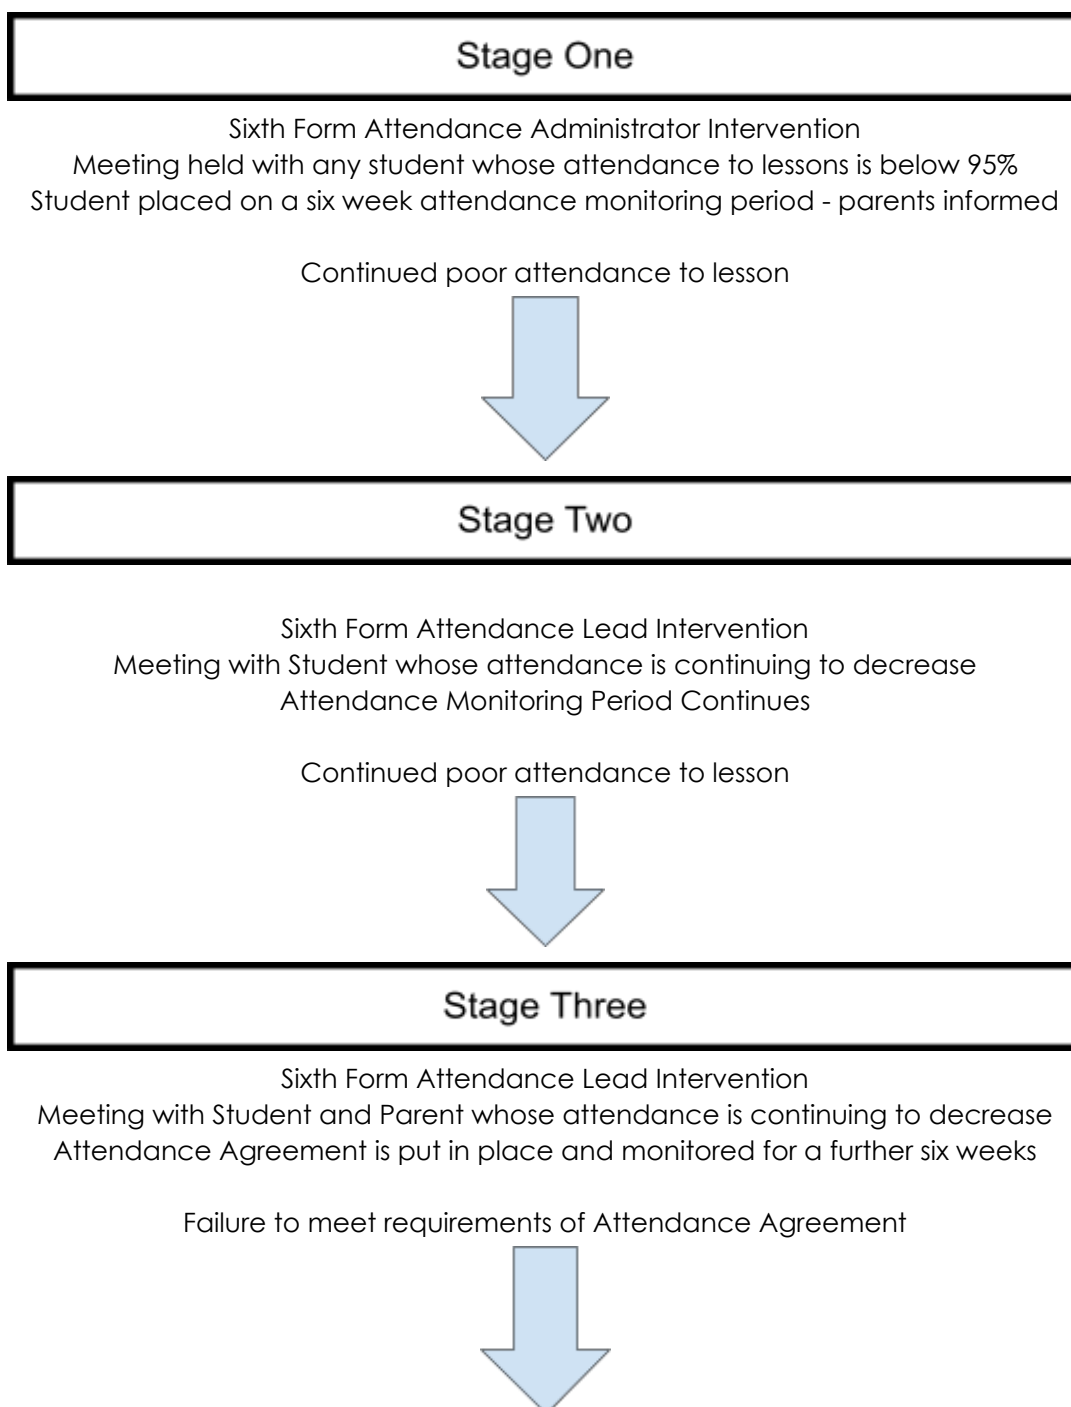 Stage One
Sixth Form Attendance Administrator Intervention
Meeting held with any student whose attendance to lessons is below 95%
Student placed on a six week attendance monitoring period - parents informed
Continued poor attendance to lesson
Stage Two
Sixth Form Attendance Lead Intervention
Meeting with Student whose attendance is continuing to decrease
Attendance Monitoring Period Continues
Continued poor attendance to lesson
Stage Three
Sixth Form Attendance Lead Intervention
Meeting with Student and Parent whose attendance is continuing to decrease
Attendance Agreement is put in place and monitored for a further six weeks
Failure to meet requirements of Attendance Agreement